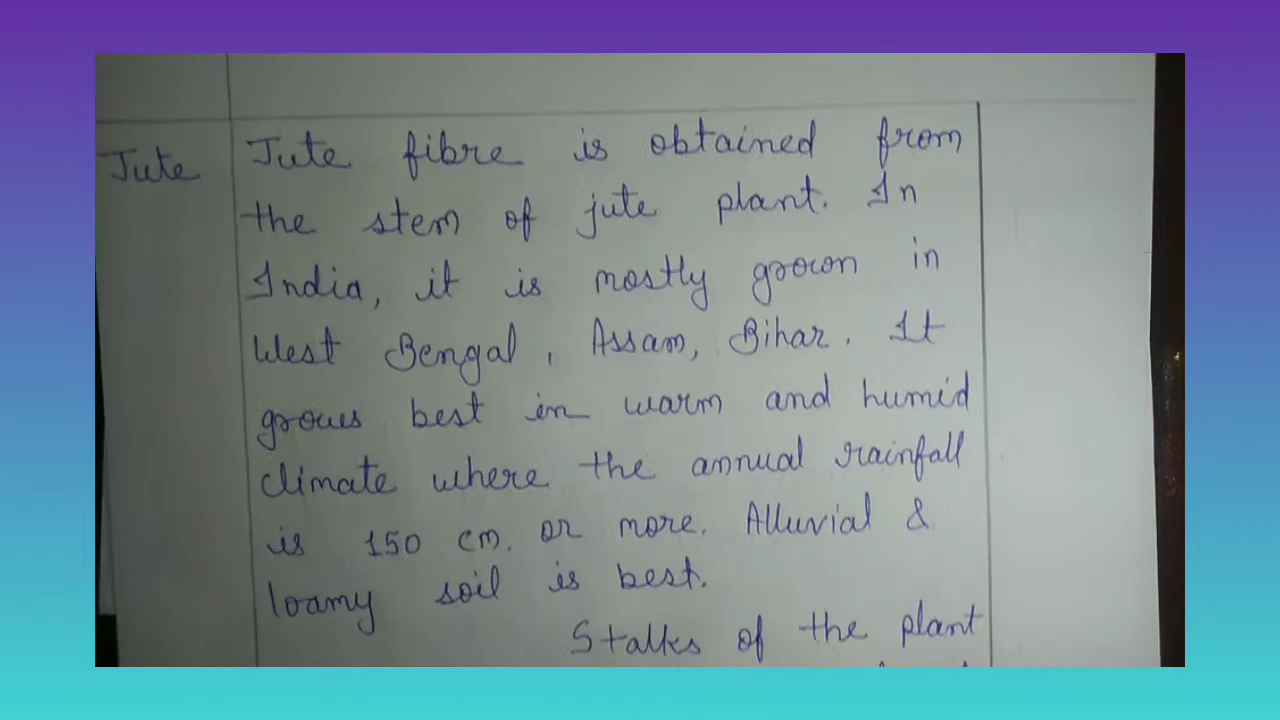 Jute
Jute fibre is obtained from
the stem of jute plant. In
India, it is mostly grown in
West Bengal, Assam, Bihar. It
grows best in warm and humid
climate where the annual rainfall
is 150 cm. or more. Alluvial &
loamy soil is best.
Stalks of the plant